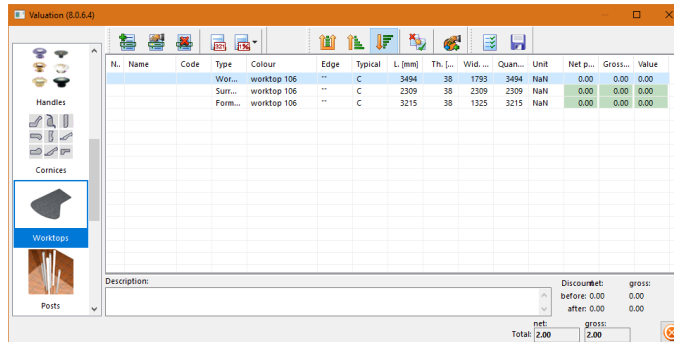 Valuation (8.0.6.4)
N.. Name Code Type Colour Edge Typical L. [mm] Th. [... Wid. ... Quan... Unit Net p... Gross... Value
Wor... worktop 106 "" C 3494 38 1793 3494 NaN 0.00 0.00 0.00
Surr... worktop 106 "" C 2309 38 2309 2309 NaN 0.00 0.00 0.00
Form... worktop 106 "" C 3215 38 1325 3215 NaN 0.00 0.00 0.00
Handles
Cornices
Worktops
Posts
Description:
Discount: gross:
before: 0.00 0.00
after: 0.00 0.00
net: gross:
Total: 2.00 2.00